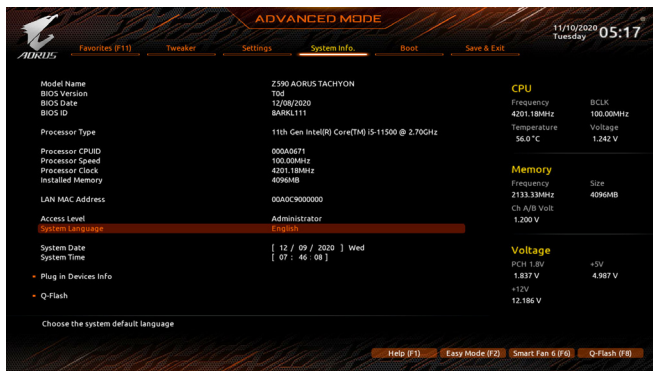 ADVANCED MODE
11/10/2020 Tuesday 05:17
AORUS
Favorites (F11) Tweaker Settings System Info. Boot Save & Exit
Model Name Z590 AORUS TACHYON
BIOS Version T0d
BIOS Date 12/08/2020
BIOS ID 8ARKL111
Processor Type 11th Gen Intel(R) Core(TM) i5-11500 @ 2.70GHz
Processor CPUID 000A0671
Processor Speed 100.00MHz
Processor Clock 4201.18MHz
Installed Memory 4096MB
LAN MAC Address 00A0C9000000
Access Level Administrator
System Language English
System Date [ 12 / 09 / 2020 ] Wed
System Time [ 07 : 46 : 08 ]
Plug in Devices Info
Q-Flash
CPU
Frequency BCLK
4201.18MHz 100.00MHz
Temperature Voltage
56.0 °C 1.242 V
Memory
Frequency Size
2133.33MHz 4096MB
Ch A/B Volt
1.200 V
Voltage
PCH 1.8V +5V
1.837 V 4.987 V
+12V
12.186 V
Choose the system default language
Help (F1) Easy Mode (F2) Smart Fan 6 (F6) Q-Flash (F8)